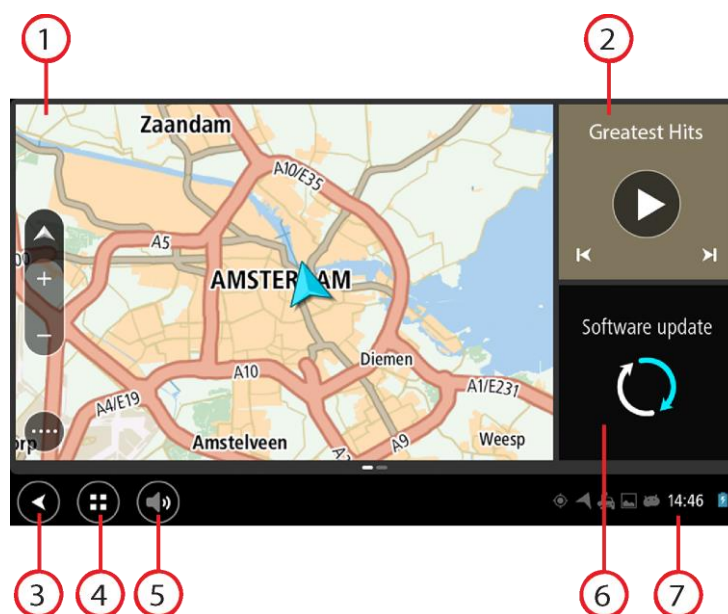 1
2
Zaandam
Greatest Hits
A10/E35
A5
+
AMSTERDAM
Software update
−
Diemen
A10
A1/E231
A4/E19
Amstelveen
A9
Weesp
14:46
3
4
5
6
7